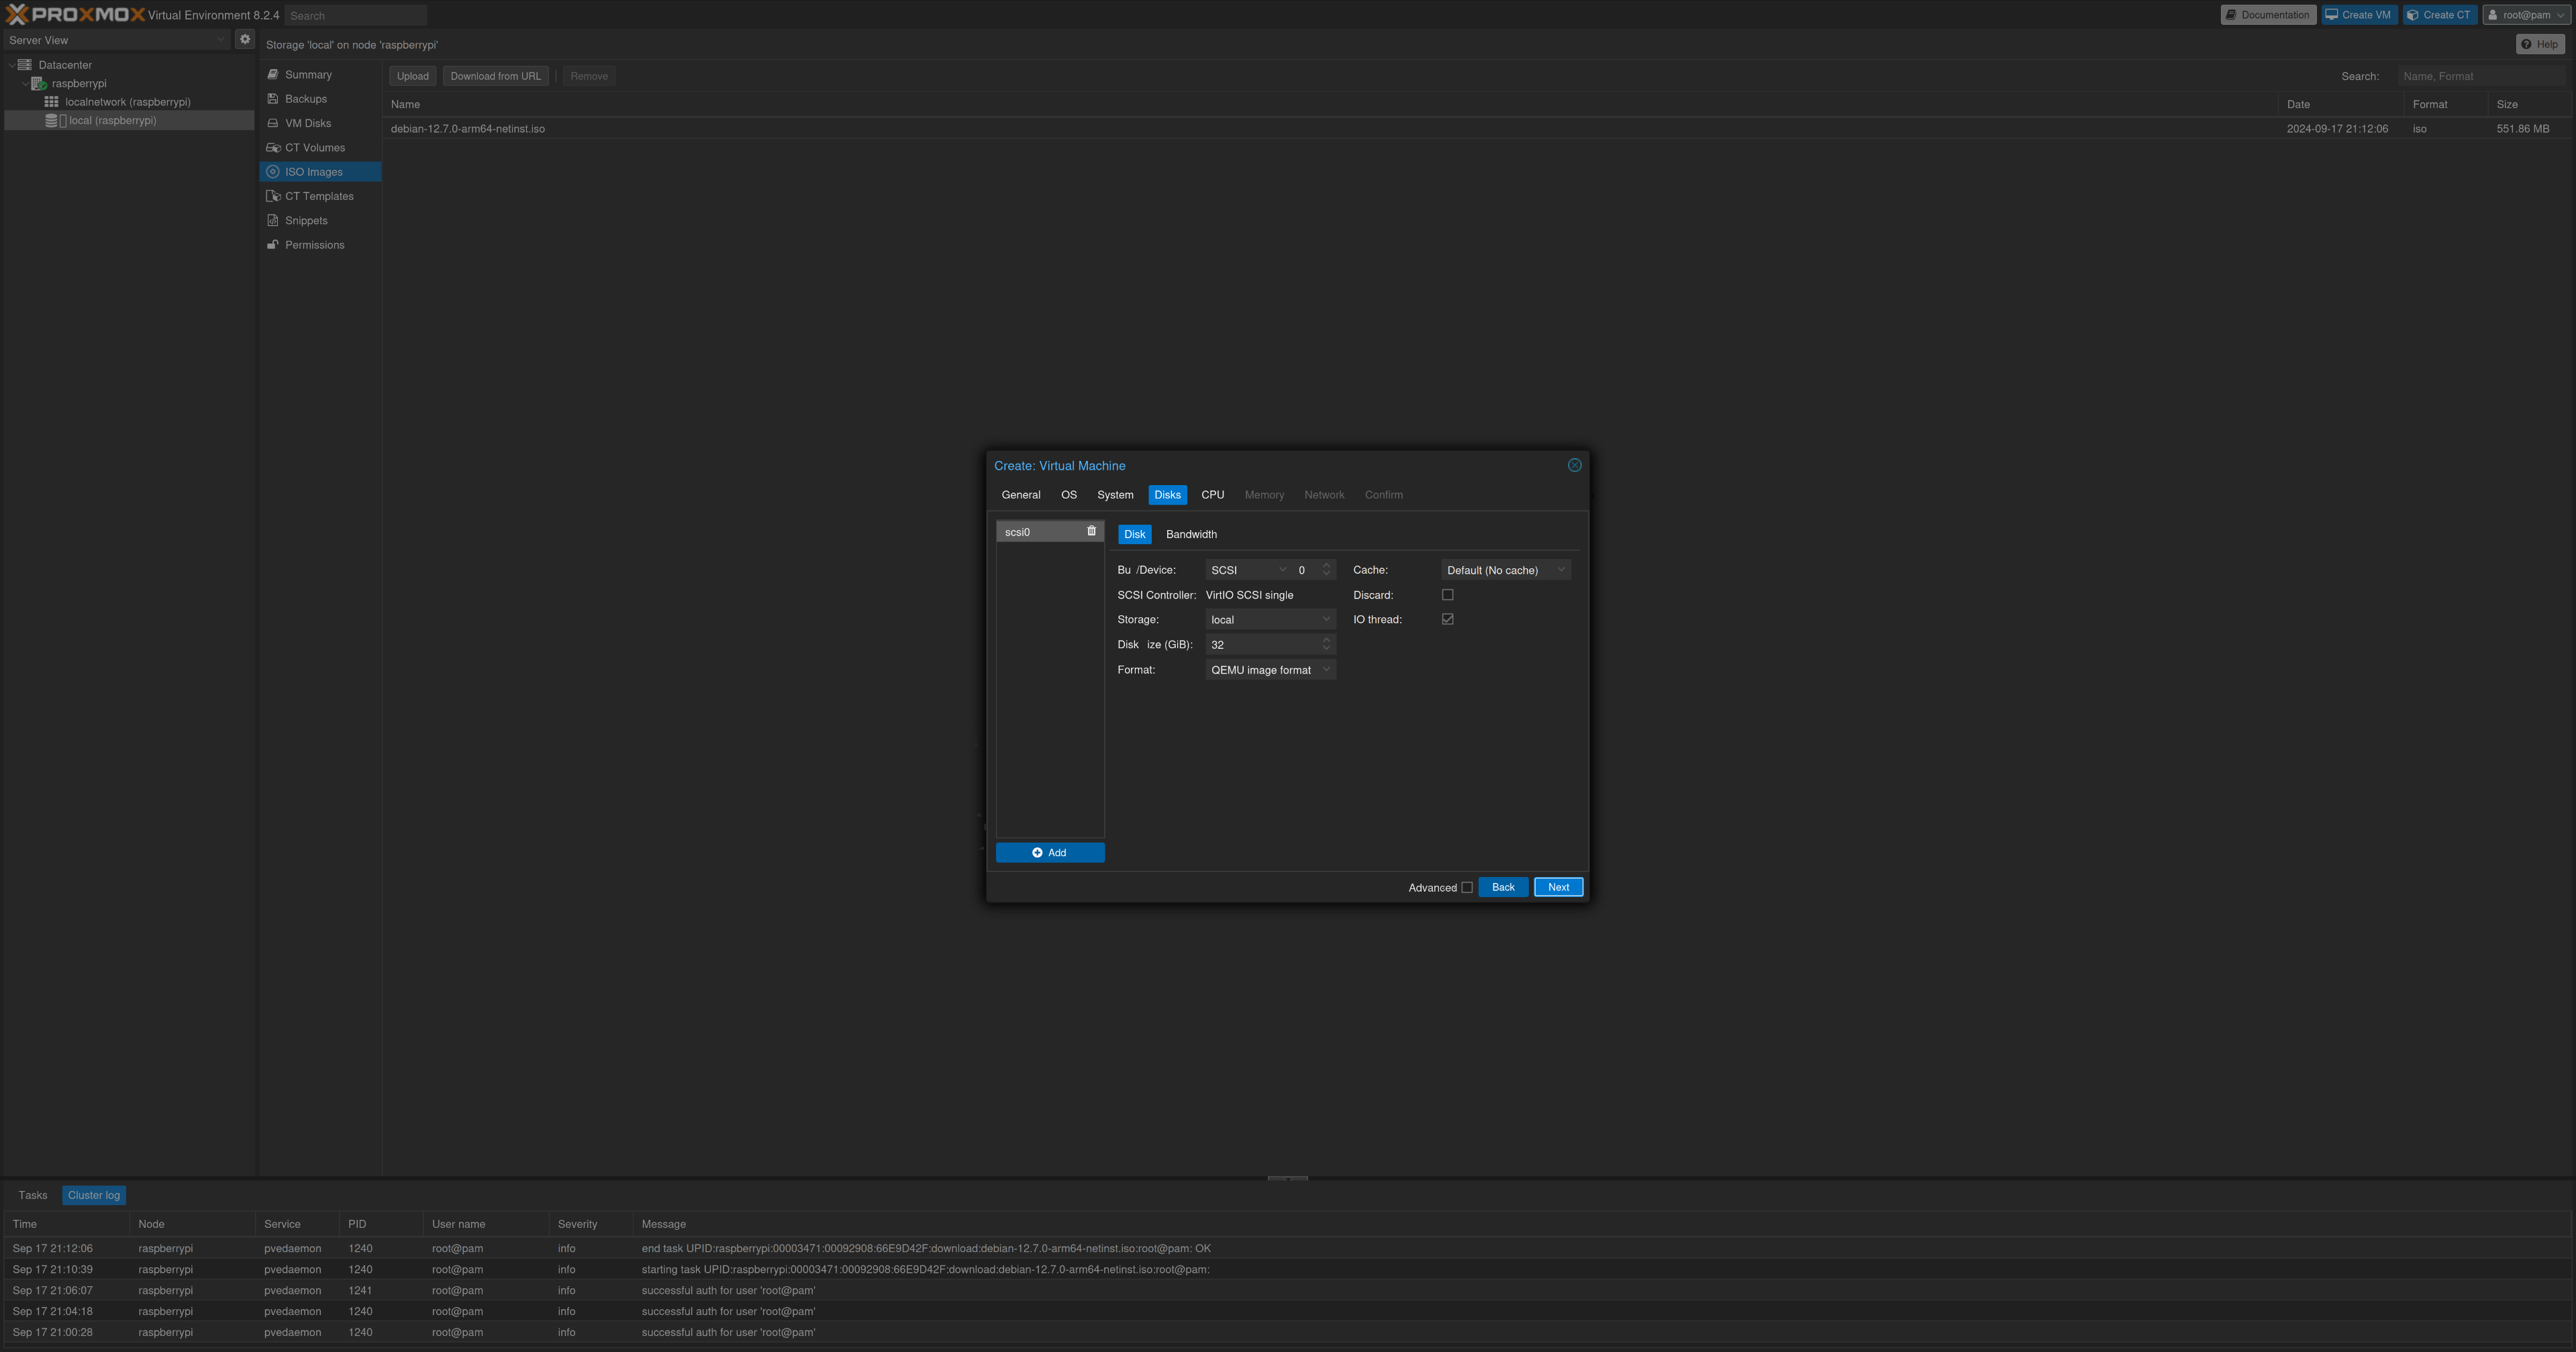 PROXMOX Virtual Environment 8.2.4 Search Documentation Create VM Create CT root@pam
Server View
Storage 'local' on node 'raspberrypi' Help
Datacenter
raspberrypi
localnetwork (raspberrypi)
local (raspberrypi)
Summary
Backups
VM Disks
CT Volumes
ISO Images
CT Templates
Snippets
Permissions
Upload Download from URL Remove Search: Name, Format
Name Date Format Size
debian-12.7.0-arm64-netinst.iso 2024-09-17 21:12:06 iso 551.86 MB
Create: Virtual Machine
General OS System Disks CPU Memory Network Confirm
scsi0
Disk Bandwidth
Bu /Device: SCSI 0 Cache: Default (No cache)
SCSI Controller: VirtIO SCSI single Discard:
Storage: local IO thread:
Disk ize (GiB): 32
Format: QEMU image format
Add
Advanced Back Next
Tasks Cluster log
Time Node Service PID User name Severity Message
Sep 17 21:12:06 raspberrypi pvedaemon 1240 root@pam info end task UPID:raspberrypi:00003471:00092908:66E9D42F:download:debian-12.7.0-arm64-netinst.iso:root@pam: OK
Sep 17 21:10:39 raspberrypi pvedaemon 1240 root@pam info starting task UPID:raspberrypi:00003471:00092908:66E9D42F:download:debian-12.7.0-arm64-netinst.iso:root@pam:
Sep 17 21:06:07 raspberrypi pvedaemon 1241 root@pam info successful auth for user 'root@pam'
Sep 17 21:04:18 raspberrypi pvedaemon 1240 root@pam info successful auth for user 'root@pam'
Sep 17 21:00:28 raspberrypi pvedaemon 1240 root@pam info successful auth for user 'root@pam'